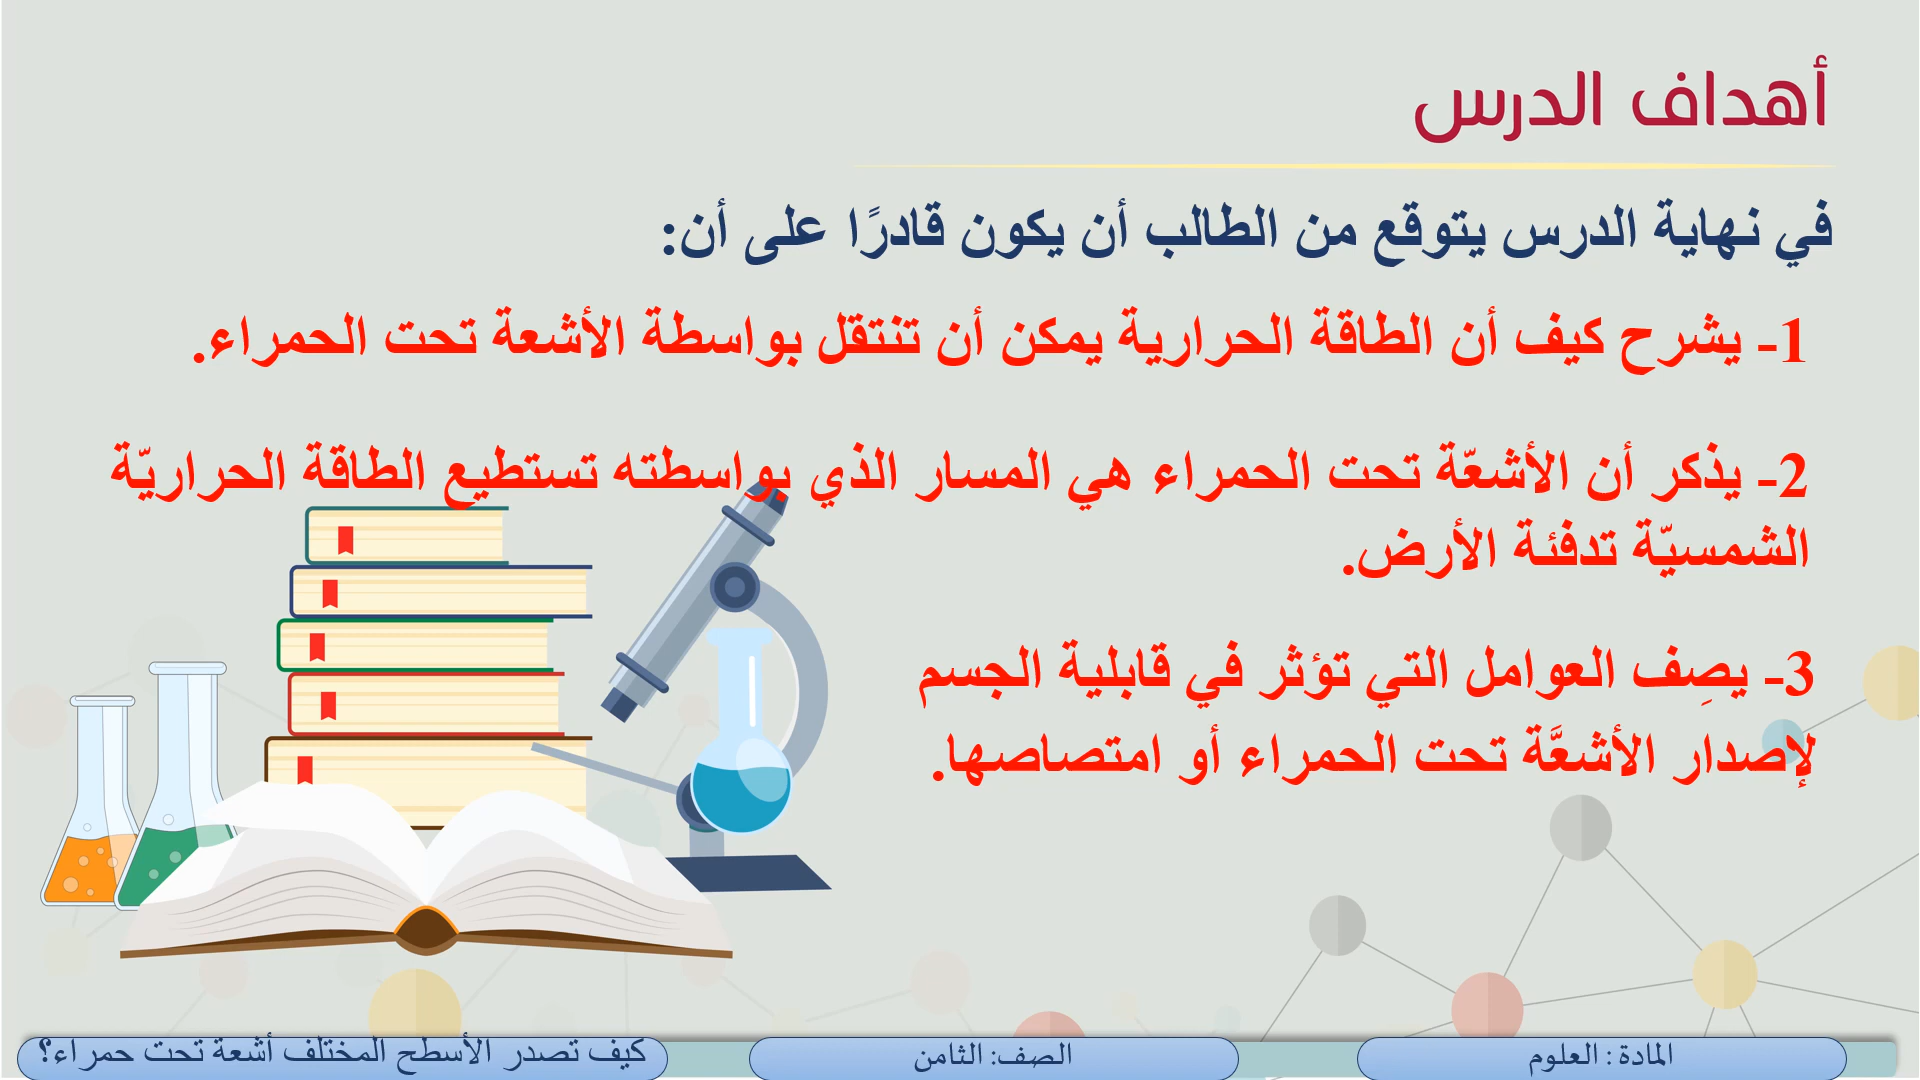 أهداف الدرس
في نهاية الدرس يتوقع من الطالب أن يكون قادرًا على أن:
1- يشرح كيف أن الطاقة الحرارية يمكن أن تنتقل بواسطة الأشعة تحت الحمراء.
2- يذكر أن الأشعّة تحت الحمراء هي المسار الذي بواسطته تستطيع الطاقة الحراريّة
الشمسيّة تدفئة الأرض.
3- يصِف العوامل التي تؤثر في قابلية الجسم
لإصدار الأشعَّة تحت الحمراء أو امتصاصها.
المادة : العلوم
الصف: الثامن
كيف تصدر الأسطح المختلف أشعة تحت حمراء؟